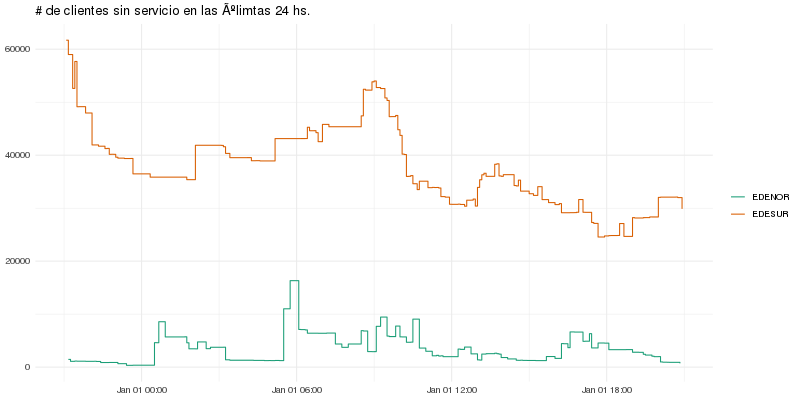 # de clientes sin servicio en las Ãºlimtas 24 hs.
60000
40000
20000
0
Jan 01 00:00
Jan 01 06:00
Jan 01 12:00
Jan 01 18:00
EDENOR
EDESUR